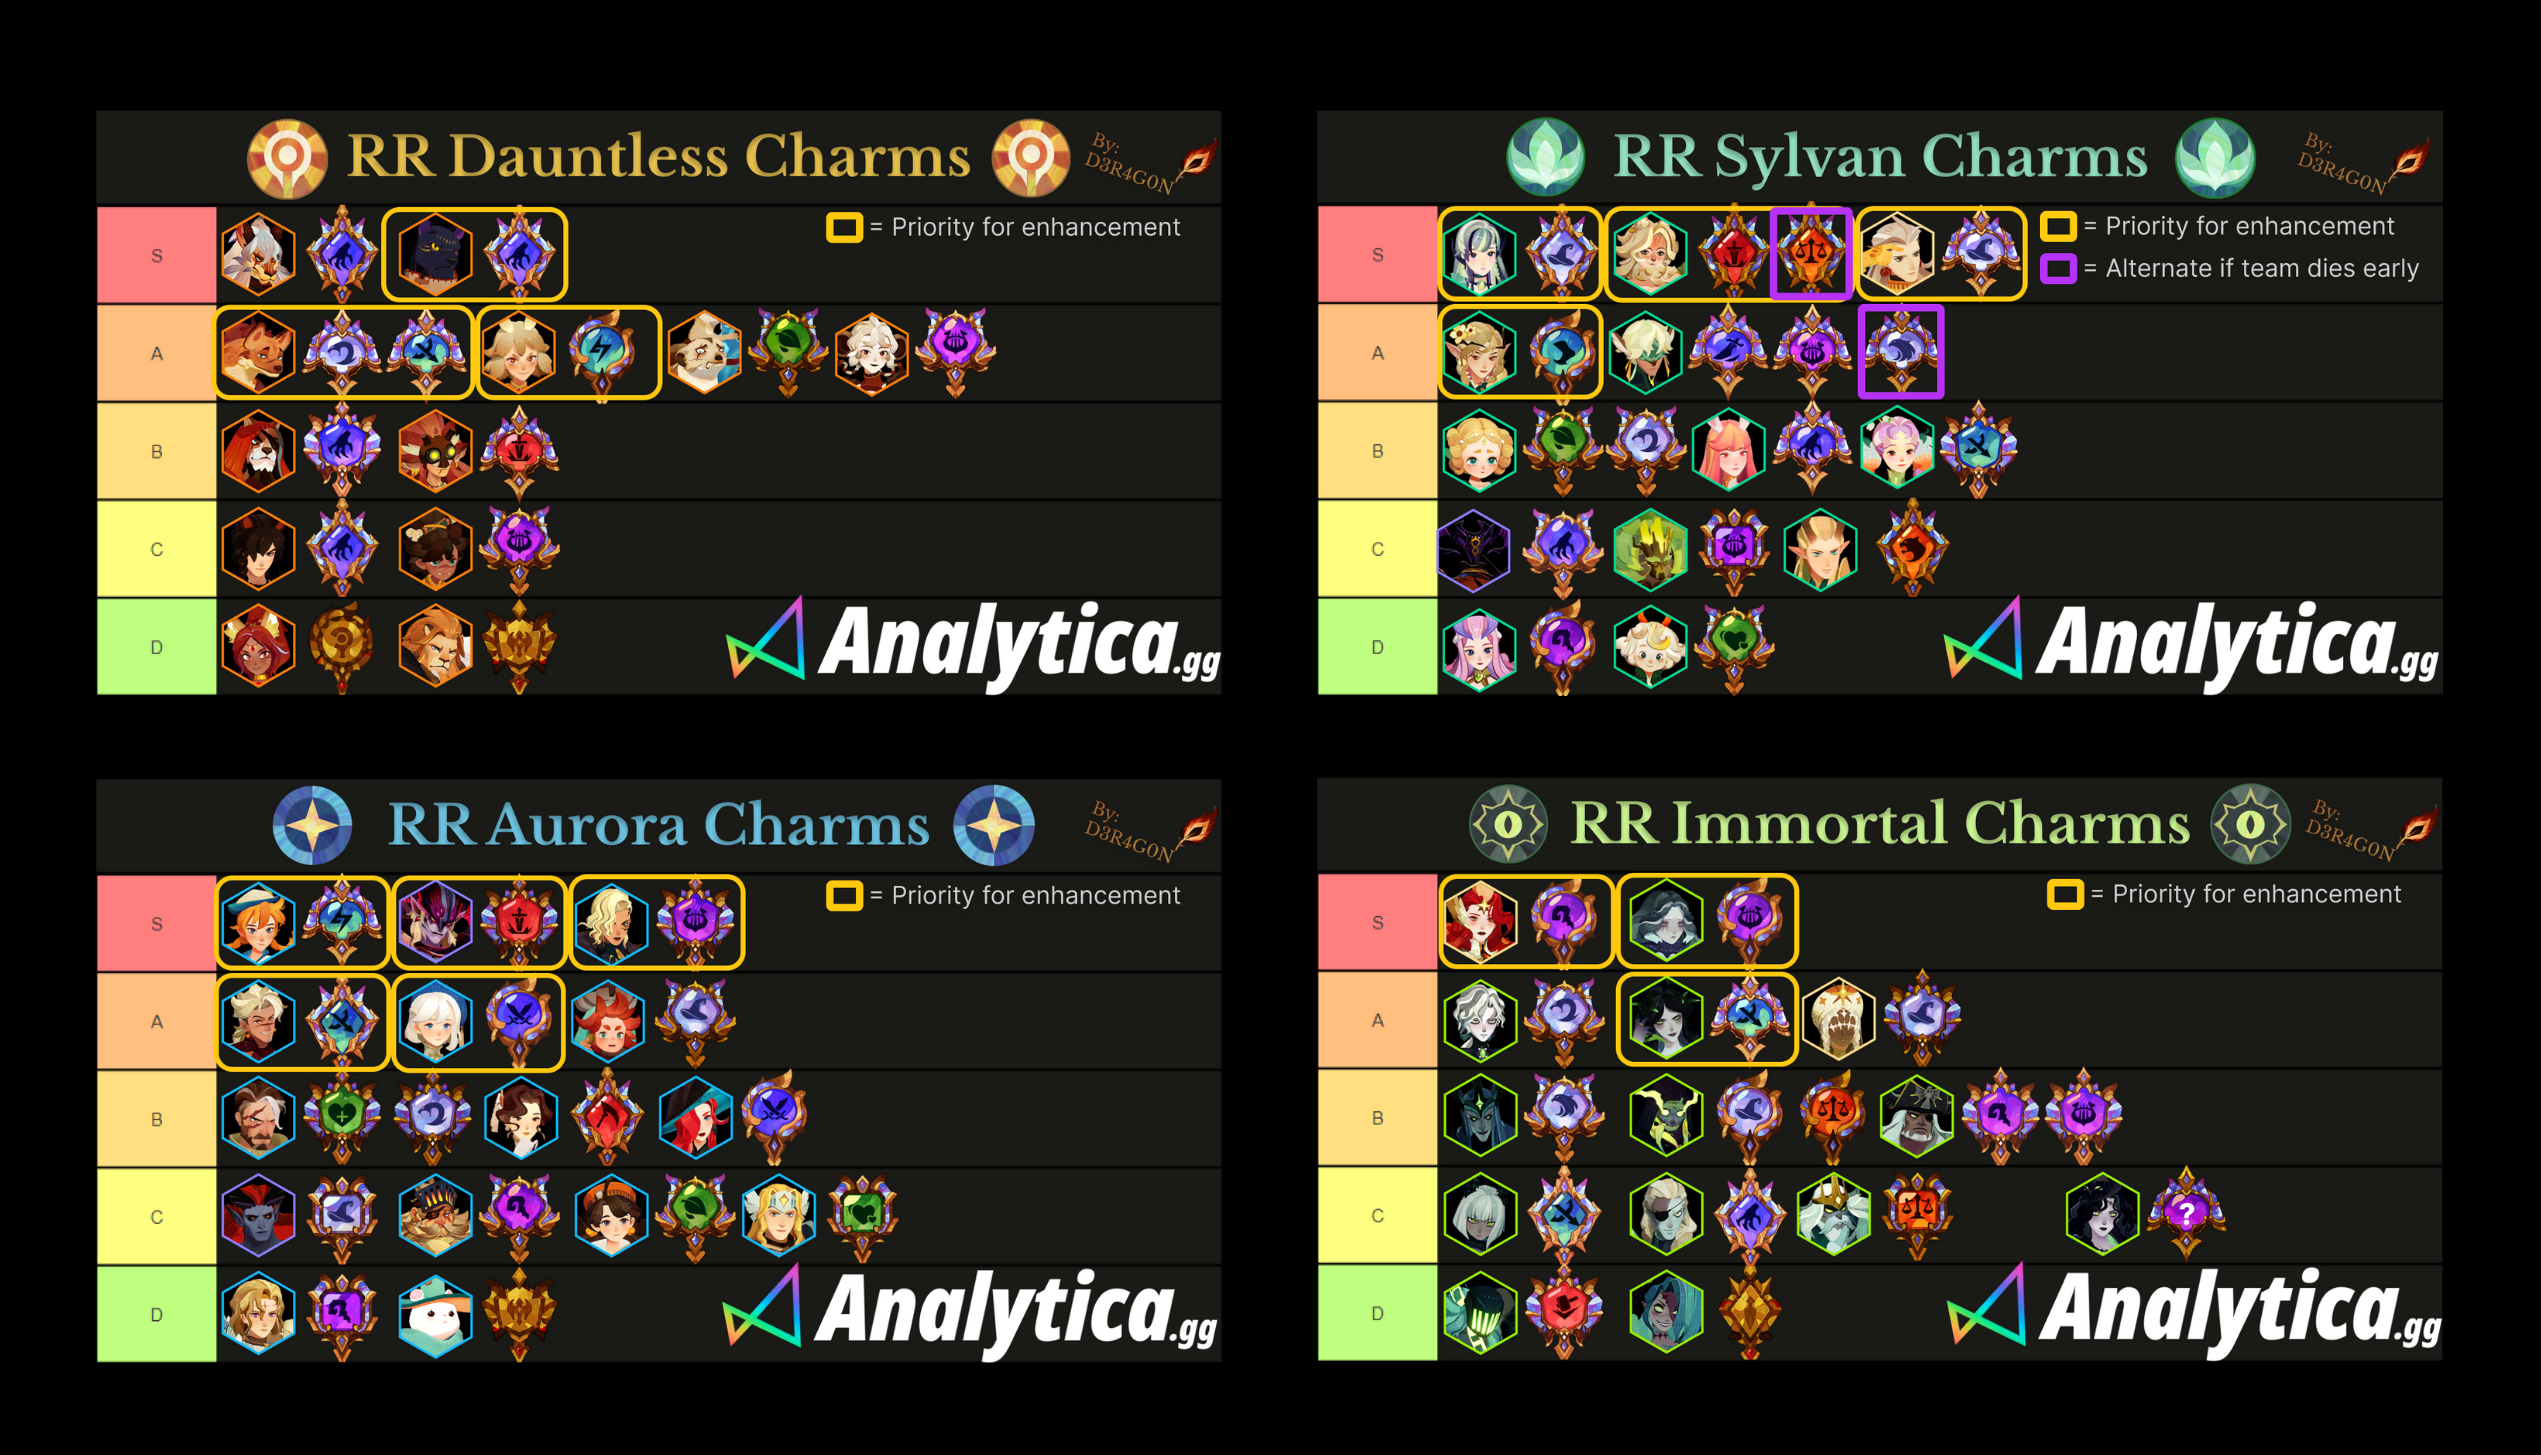 RR Dauntless Charms
By:
D3R4G0N
S
= Priority for enhancement
A
B
C
D
Analytica.gg
RR Sylvan Charms
By:
D3R4G0N
S
= Priority for enhancement
= Alternate if team dies early
A
B
C
D
Analytica.gg
RR Aurora Charms
By:
D3R4G0N
S
= Priority for enhancement
A
B
C
D
Analytica.gg
RR Immortal Charms
By:
D3R4G0N
S
= Priority for enhancement
A
B
C
?
D
Analytica.gg